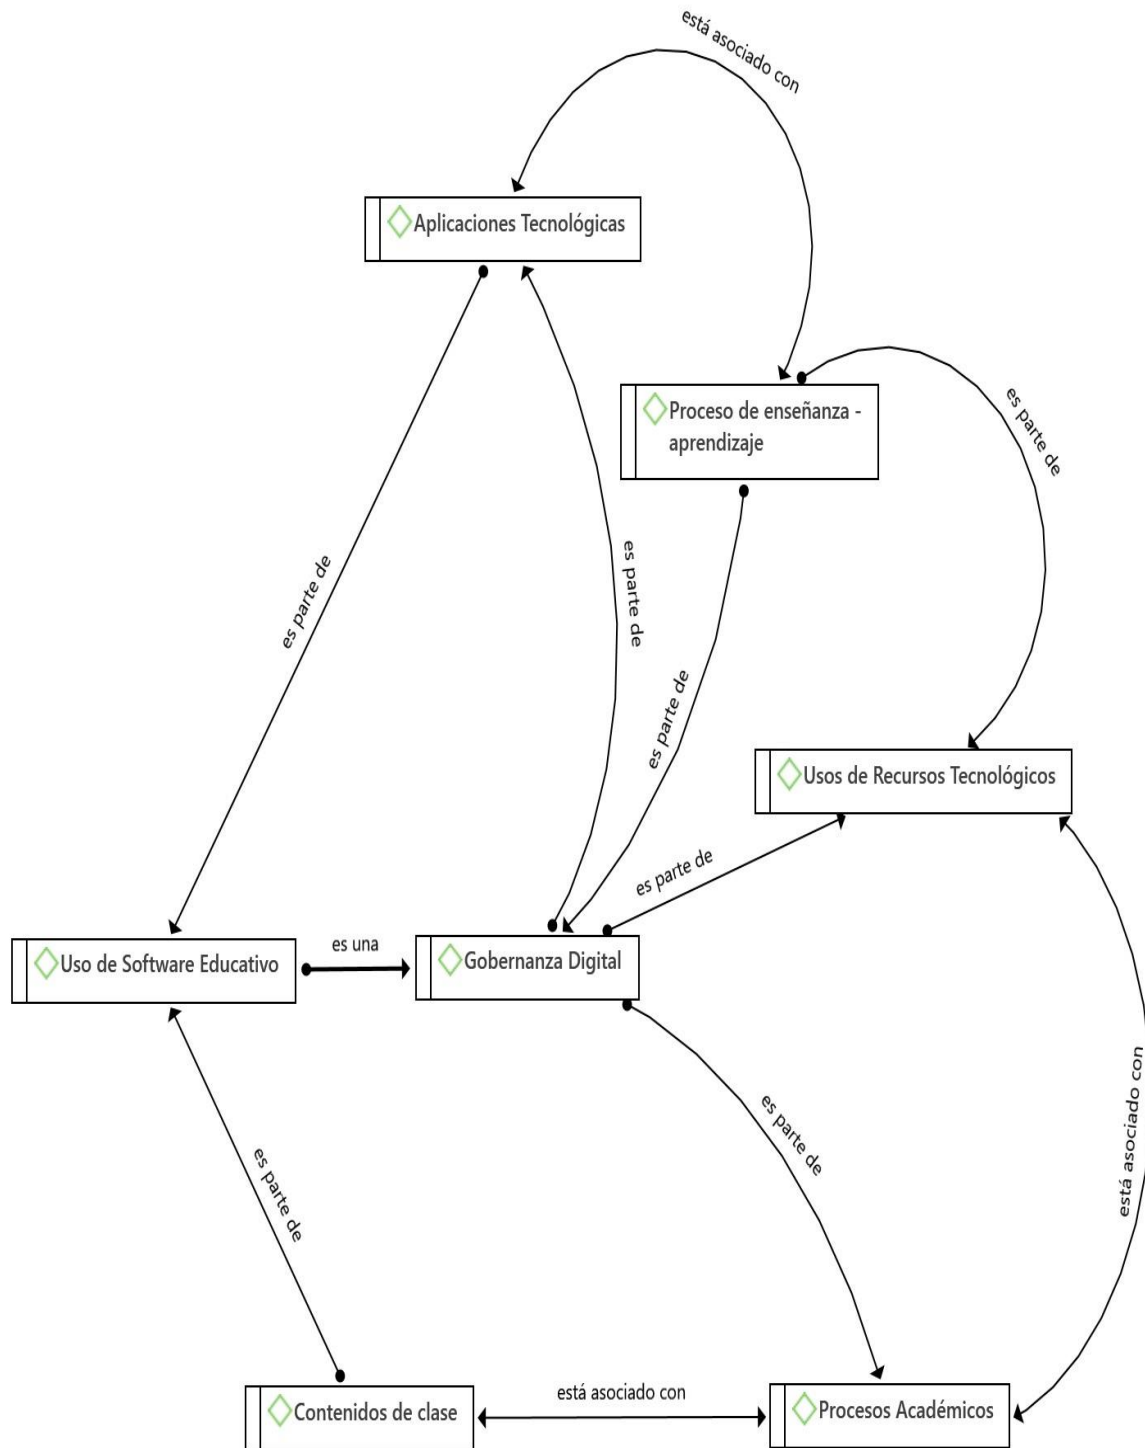 está asociado con
Aplicaciones Tecnológicas
Proceso de enseñanza -
aprendizaje
es parte de
es parte de
es parte de
es parte de
Usos de Recursos Tecnológicos
es parte de
Uso de Software Educativo
es una
Gobernanza Digital
es parte de
está asociado con
es parte de
Contenidos de clase
está asociado con
Procesos Académicos